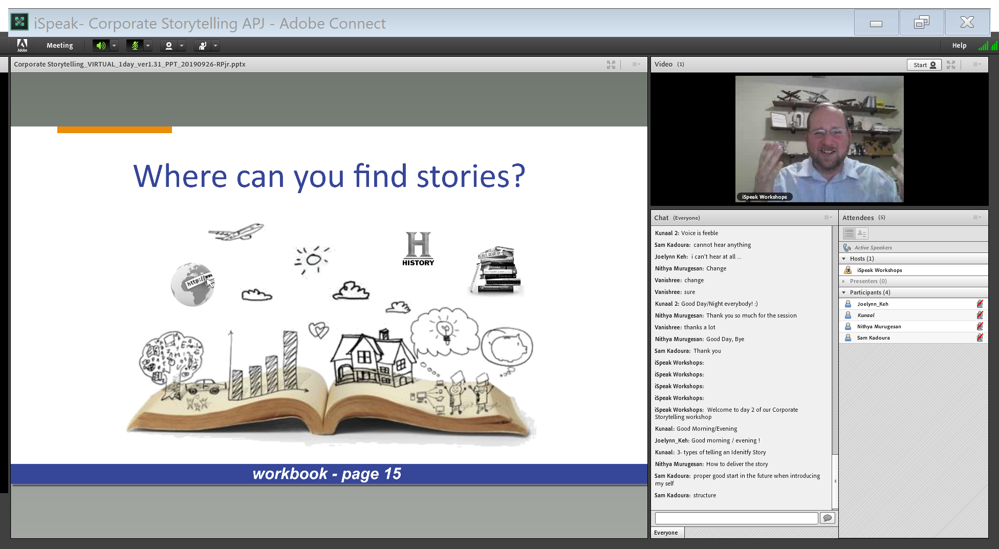 iSpeak- Corporate Storytelling APJ - Adobe Connect
Adobe
Meeting
Help
Corporate Storytelling_VIRTUAL_1day_ver1.31_PPT_20190926-RPjr.pptx
Where can you find stories?
http://www.
H
HISTORY
MICHAEL CRICHTON
Email
workbook - page 15
Video (1)
Start
iSpeak Workshops
Chat (Everyone)
Kunaal 2: Voice is feeble
Sam Kadoura: cannot hear anything
Joelynn Keh: i can't hear at all ...
Nithya Murugesan: Change
Vanishree: change
Vanishree: sure
Kunaal 2: Good Day/Night everybody! :)
Nithya Murugesan: Thank you so much for the session
Vanishree: thanks a lot
Nithya Murugesan: Good Day, Bye
Sam Kadoura: Thank you
iSpeak Workshops:
iSpeak Workshops:
iSpeak Workshops:
iSpeak Workshops:
iSpeak Workshops: Welcome to day 2 of our Corporate
Storytelling workshop
Kunaal: Good Morning/Evening
Joelynn_Keh: Good morning / evening !
Kunaal: 3- types of telling an Idenitfy Story
Nithya Murugesan: How to deliver the story
Sam Kadoura: proper good start in the future when introducing
my self
Sam Kadoura: structure
Everyone
Attendees (5)
Active Speakers
Hosts (1)
iSpeak Workshops
Presenters (0)
Participants (4)
Joelynn_Keh
Kunaal
Nithya Murugesan
Sam Kadoura